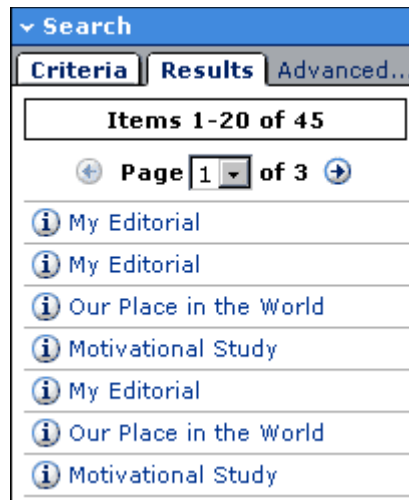 Search
Criteria Results Advanced...
Items 1-20 of 45
Page 1 of 3
My Editorial
My Editorial
Our Place in the World
Motivational Study
My Editorial
Our Place in the World
Motivational Study